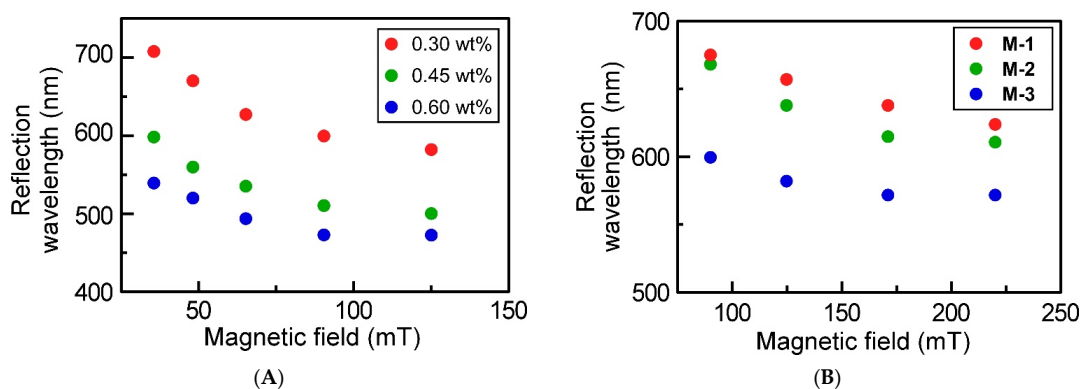 700
600
500
400
50
100
150
Reflection
wavelength (nm)
Magnetic field (mT)
0.30 wt%
0.45 wt%
0.60 wt%
(A)
700
600
500
100
150
200
250
Reflection
wavelength (nm)
Magnetic field (mT)
M-1
M-2
M-3
(B)